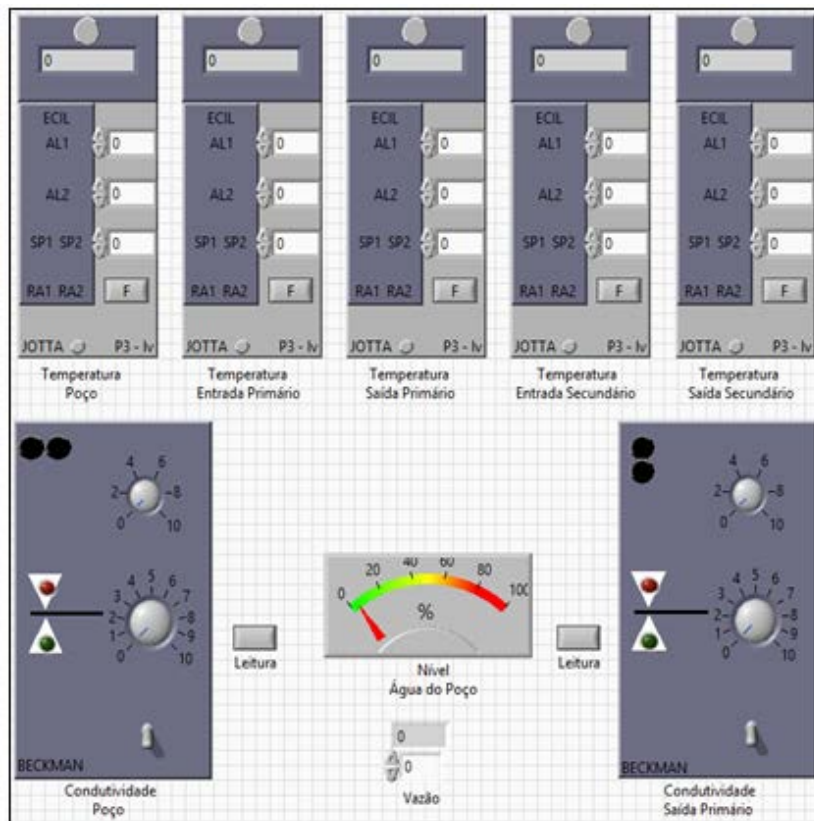 0 0 0 0 0
ECIL ECIL ECIL ECIL ECIL
AL1 0 AL1 0 AL1 0 AL1 0 AL1 0
AL2 0 AL2 0 AL2 0 AL2 0 AL2 0
SP1 SP2 0 SP1 SP2 0 SP1 SP2 0 SP1 SP2 0 SP1 SP2 0
RA1 RA2 F RA1 RA2 F RA1 RA2 F RA1 RA2 F RA1 RA2 F
JOTTA P3 - lv JOTTA P3 - lv JOTTA P3 - lv JOTTA P3 - lv JOTTA P3 - lv
Temperatura
Poço
Temperatura
Entrada Primário
Temperatura
Saída Primário
Temperatura
Entrada Secundário
Temperatura
Saída Secundário
0 2 4 6 8 10
0 1 2 3 4 5 6 7 8 9 10
BECKMAN
Condutividade
Poço
Leitura
0 20 40 60 80 100
%
Nível
Água do Poço
0
0
Vazão
Leitura
0 2 4 6 8 10
0 1 2 3 4 5 6 7 8 9 10
BECKMAN
Condutividade
Saída Primário